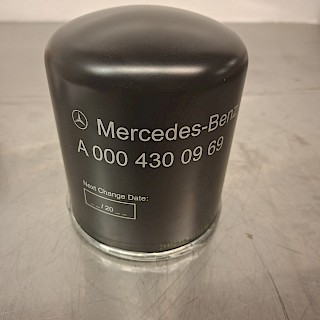 Mercedes-Benz
A 000 430 09 69
Next Change Date:
_ _ / 20 _ _